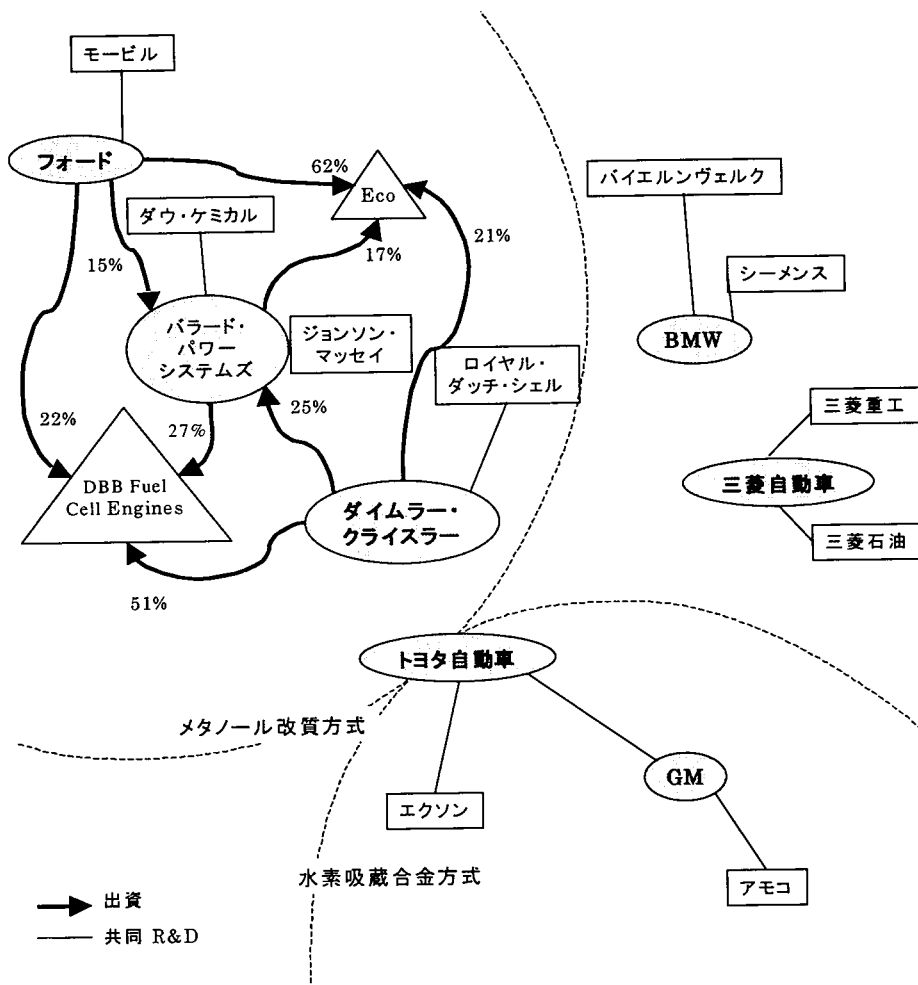 モービル
フォード
62%
Eco
バイエルンヴェルク
ダウ・ケミカル
21%
15%
17%
シーメンス
バラード・
パワー
システムズ
ジョンソン・
マッセイ
BMW
ロイヤル・
ダッチ・シェル
22%
27%
25%
三菱重工
DBB Fuel
Cell Engines
三菱自動車
ダイムラー・
クライスラー
三菱石油
51%
トヨタ自動車
メタノール改質方式
GM
エクソン
水素吸蔵合金方式
アモコ
出資
共同 R&D